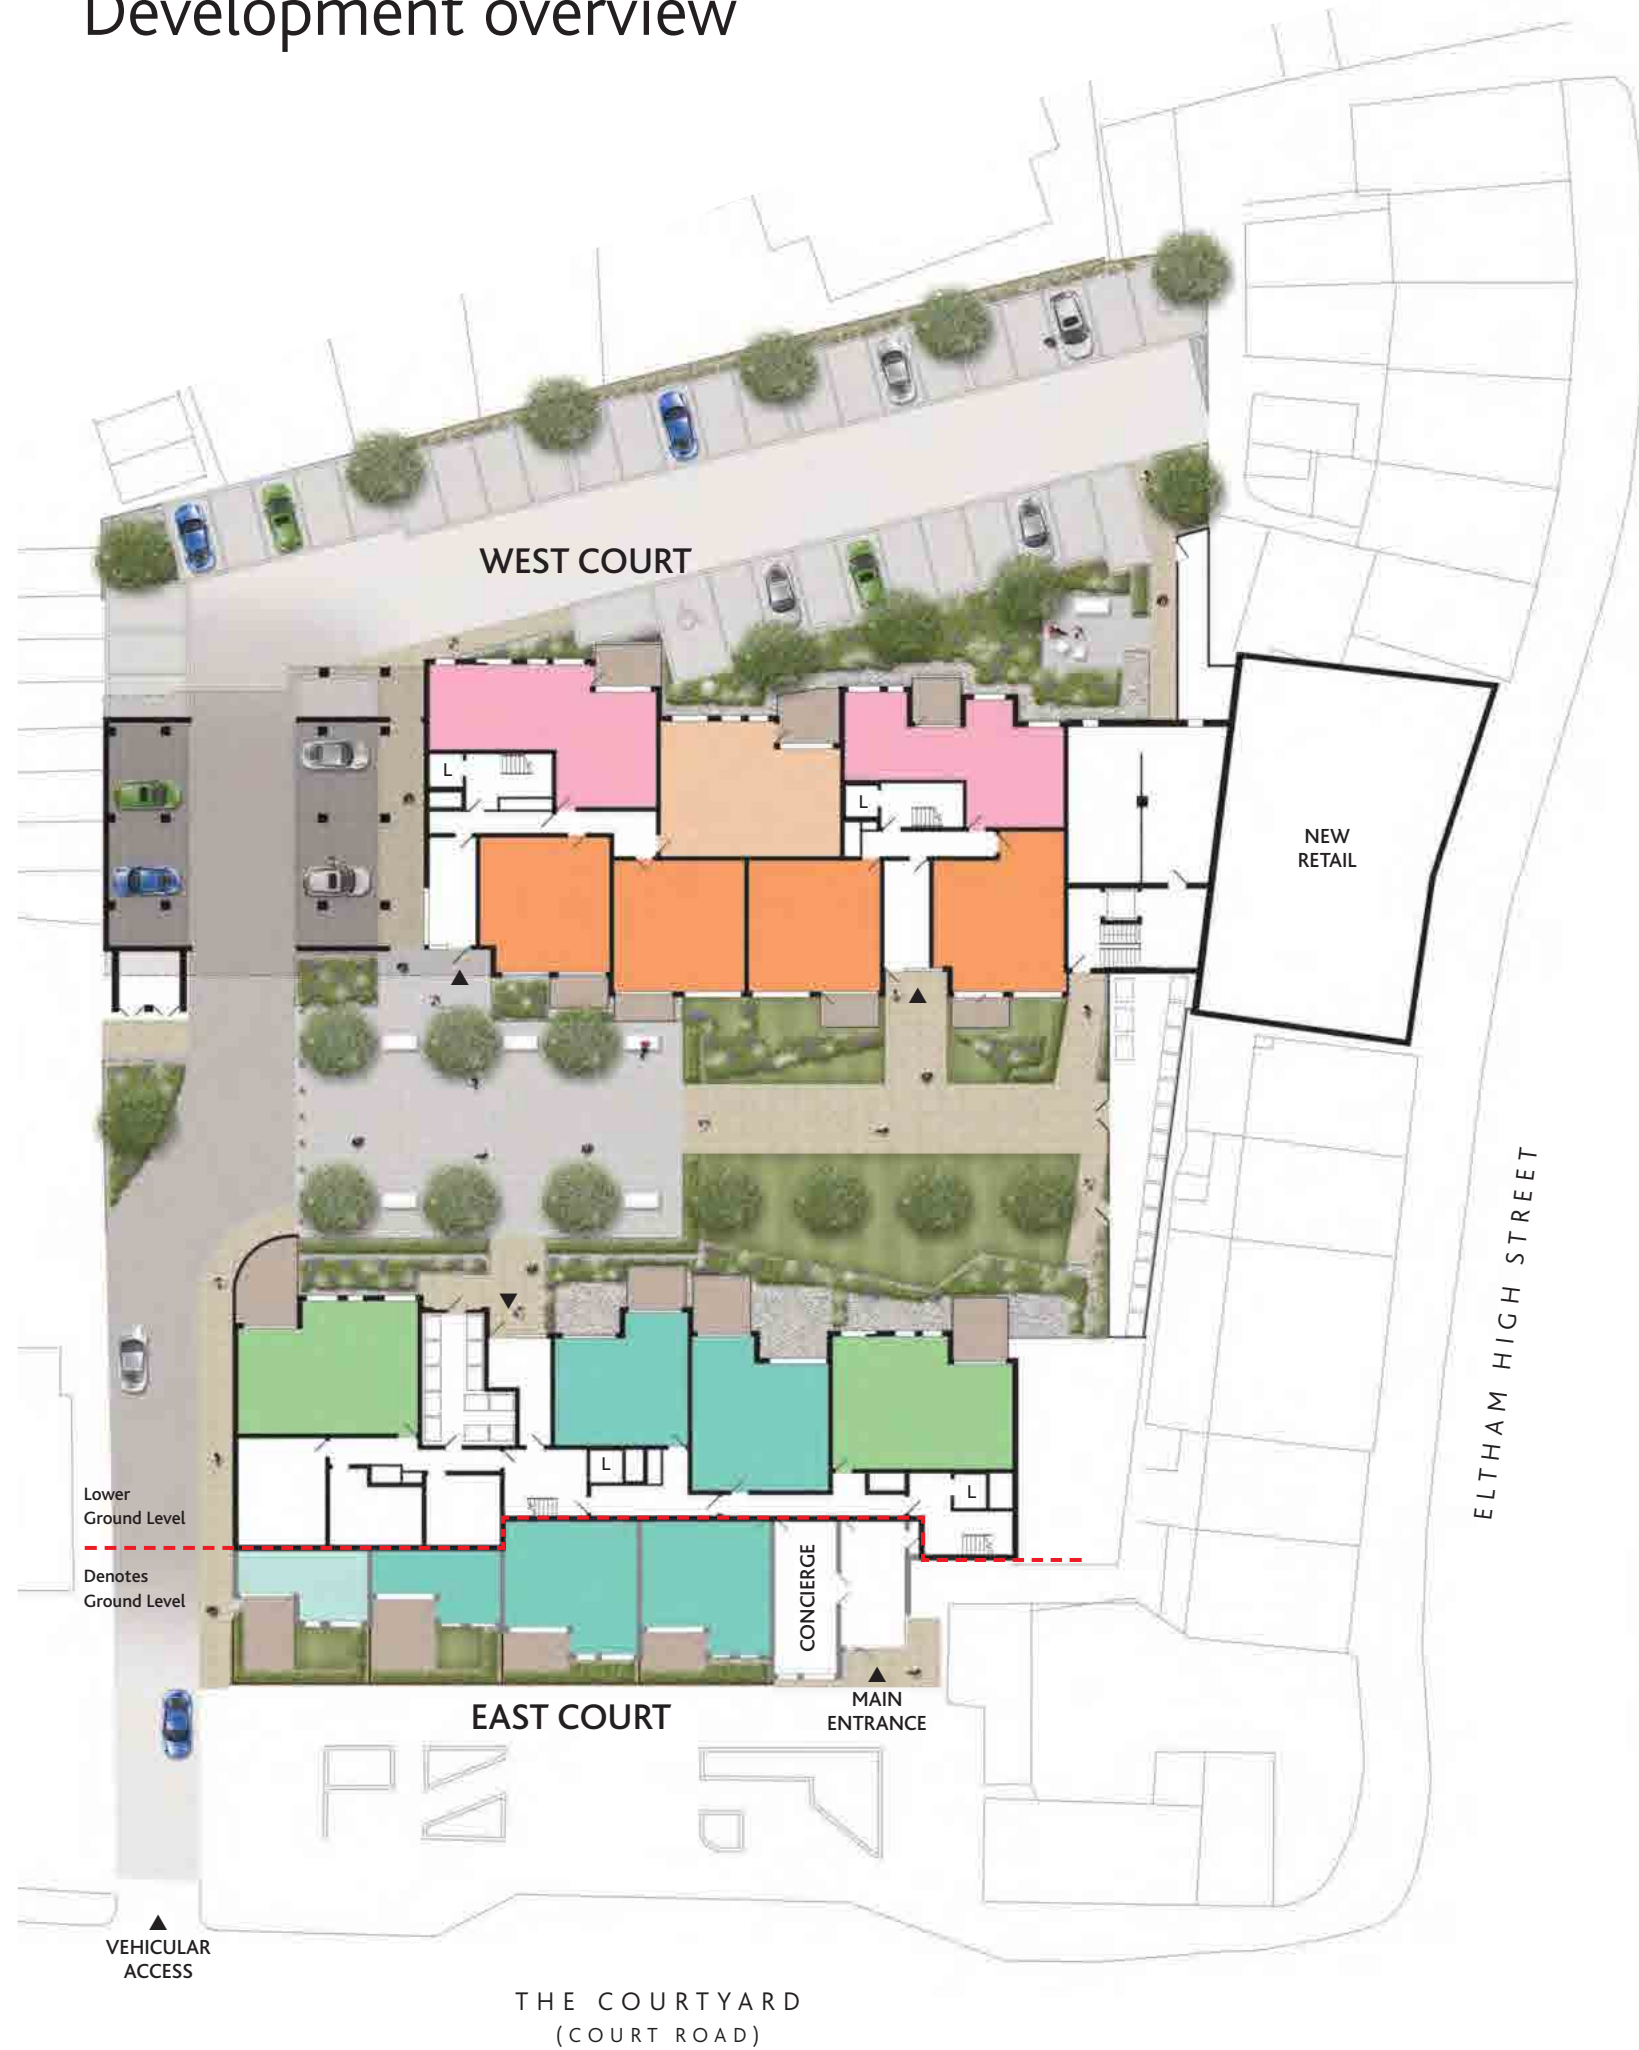 Development overview
WEST COURT
L
L
NEW
RETAIL
ELTHAM HIGH STREET
L
L
Lower
Ground Level
Denotes
Ground Level
CONCIERGE
EAST COURT
MAIN
ENTRANCE
VEHICULAR
ACCESS
THE COURTYARD
(COURT ROAD)